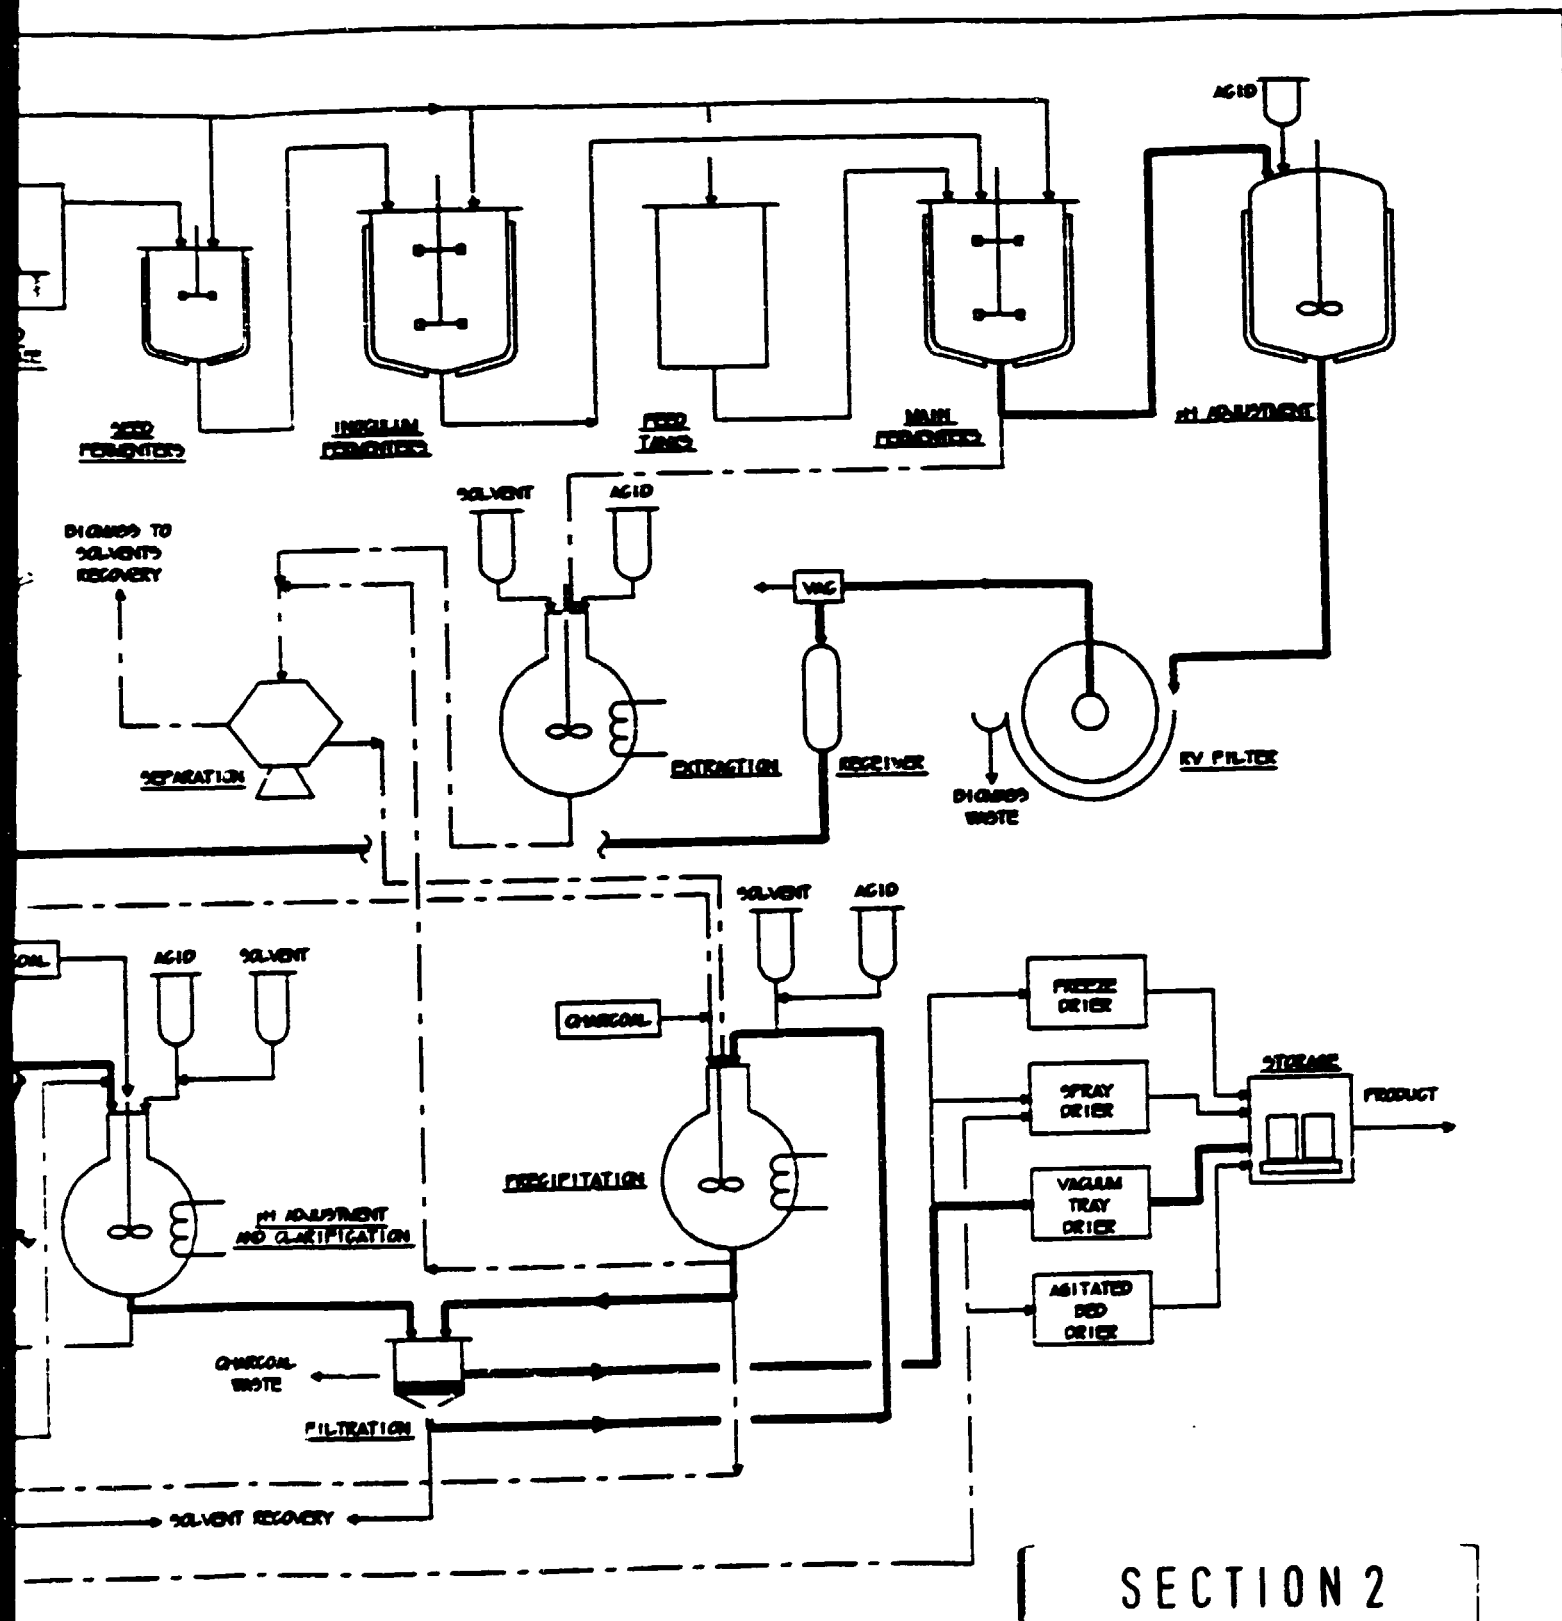 ACID
SEED
FERMENTERS
INOCULUM
FERMENTERS
FEED
TANKS
MAIN
FERMENTERS
pH ADJUSTMENT
SOLVENT
ACID
BIOMASS TO
SOLVENTS
RECOVERY
VAC
SEPARATION
EXTRACTION
RECEIVER
RV FILTER
BIOMASS
WASTE
SOLVENT
ACID
ACID
SOLVENT
CHARCOAL
FREEZE
DRIER
STORAGE
SPRAY
DRIER
PRODUCT
PRECIPITATION
VACUUM
TRAY
DRIER
pH ADJUSTMENT
AND CLARIFICATION
AGITATED
BED
DRIER
CHARCOAL
WASTE
FILTRATION
SOLVENT RECOVERY
SECTION 2